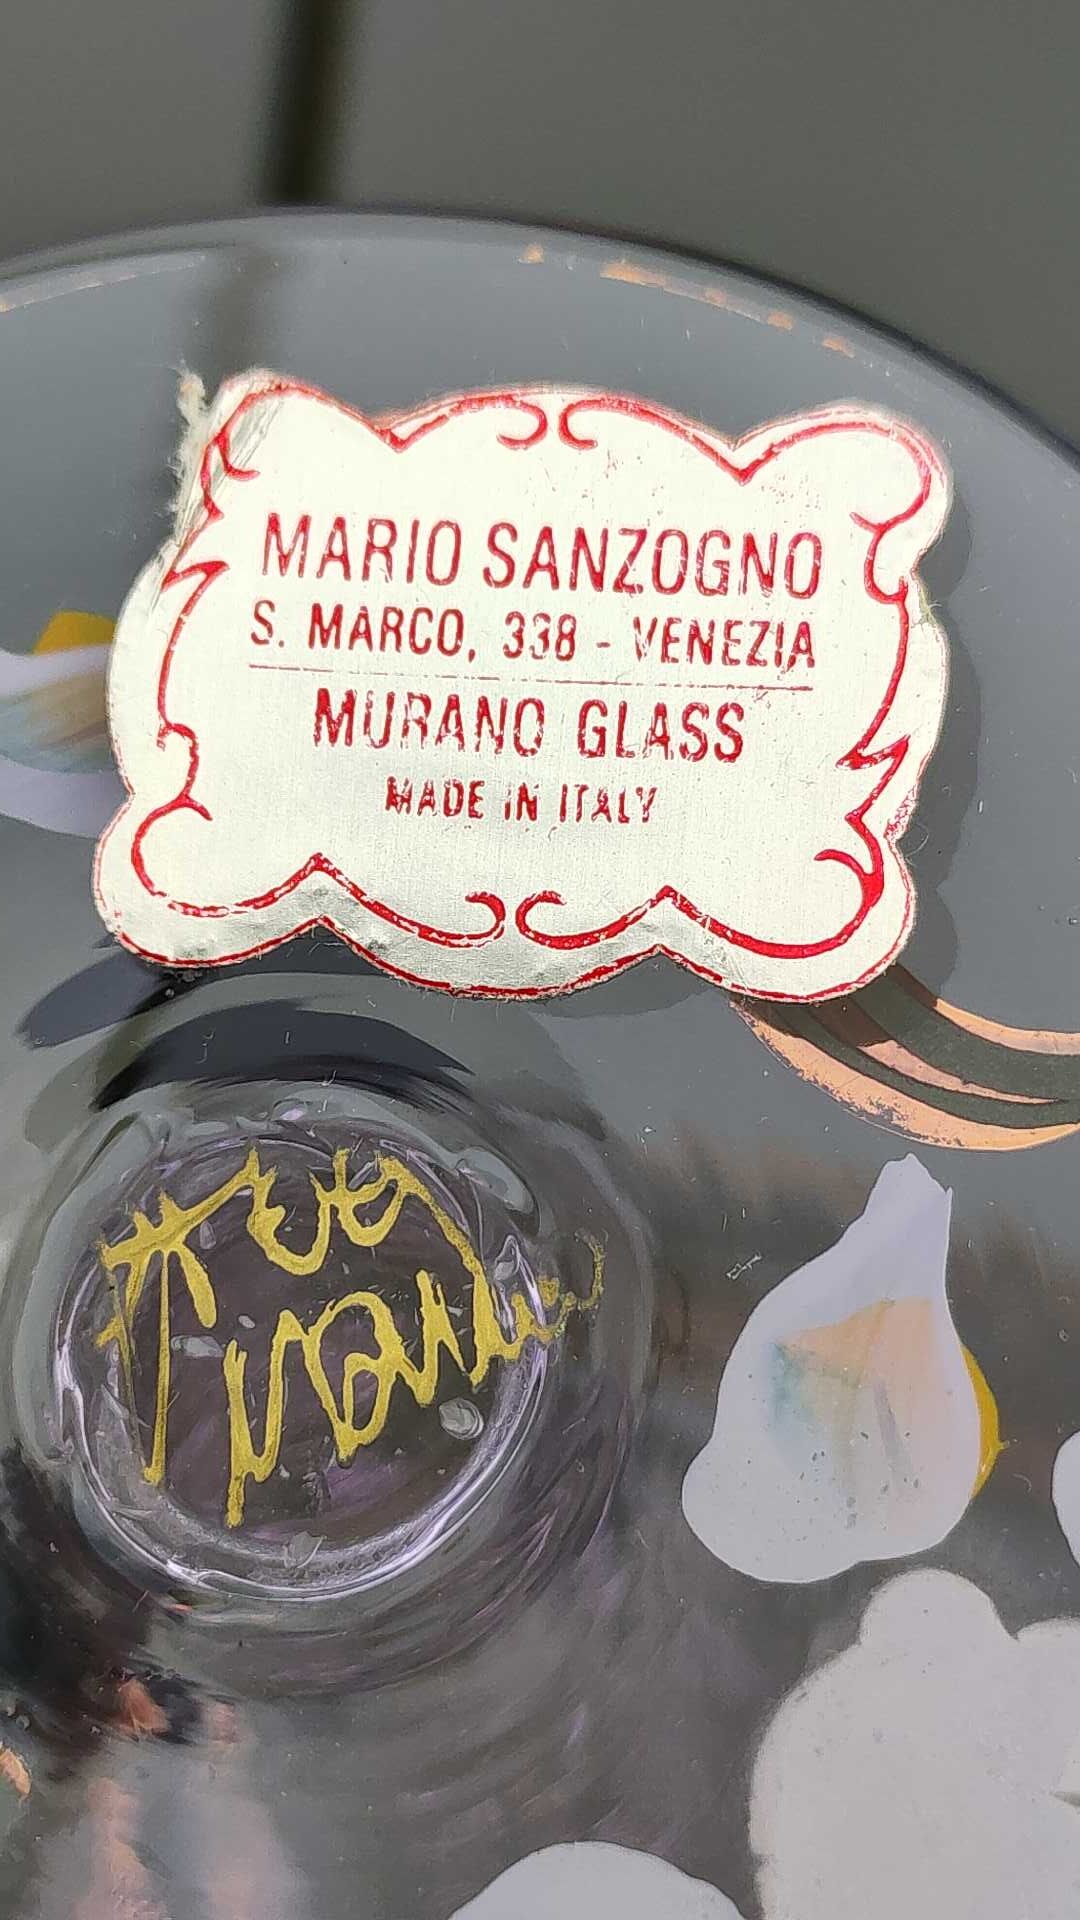 MARIO SANZOGNO
S. MARCO, 338 - VENEZIA
MURANO GLASS
MADE IN ITALY